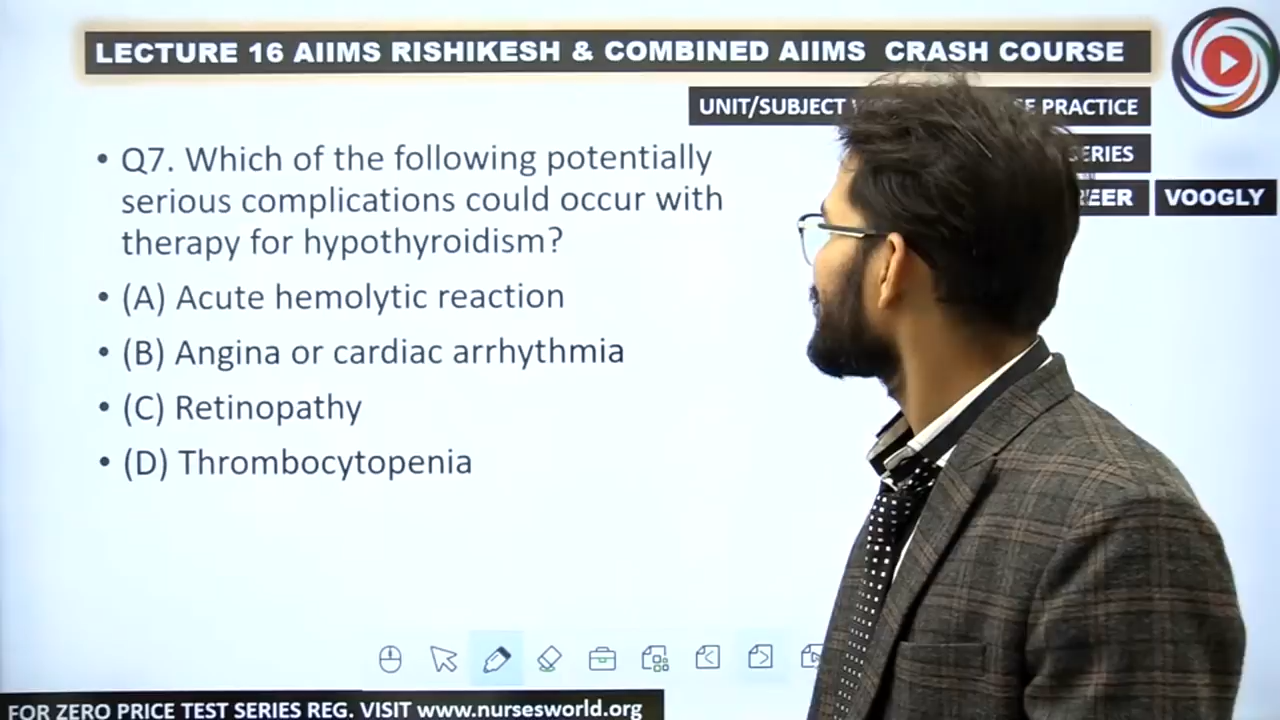 LECTURE 16 AIIMS RISHIKESH & COMBINED AIIMS CRASH COURSE
UNIT/SUBJECT PRACTICE
SERIES
VOOGLY
• Q7. Which of the following potentially
serious complications could occur with
therapy for hypothyroidism?
• (A) Acute hemolytic reaction
• (B) Angina or cardiac arrhythmia
• (C) Retinopathy
• (D) Thrombocytopenia
FOR ZERO PRICE TEST SERIES REG. VISIT www.nursesworld.org